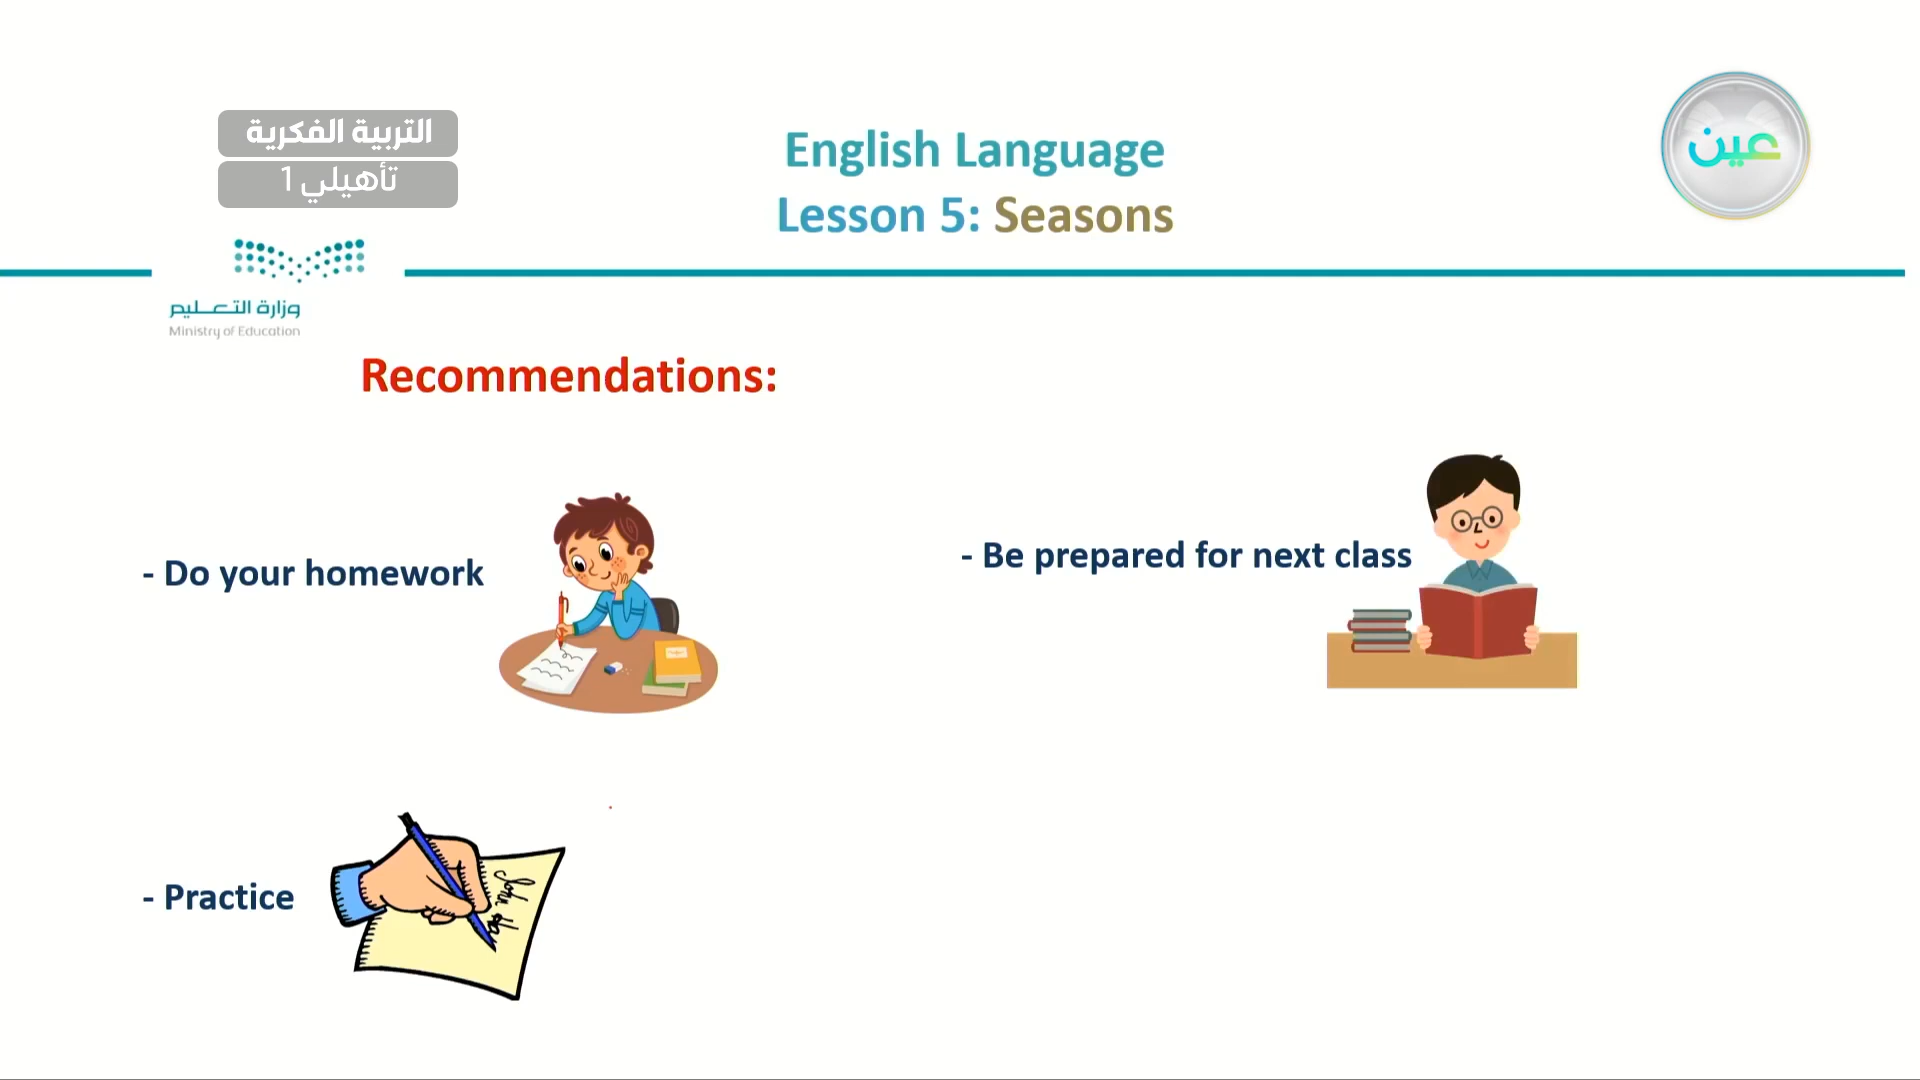 التربية الفكرية
تأهيلي 1
English Language
Lesson 5: Seasons
عين
وزارة التعليم
Ministry of Education
Recommendations:
- Do your homework
- Be prepared for next class
- Practice